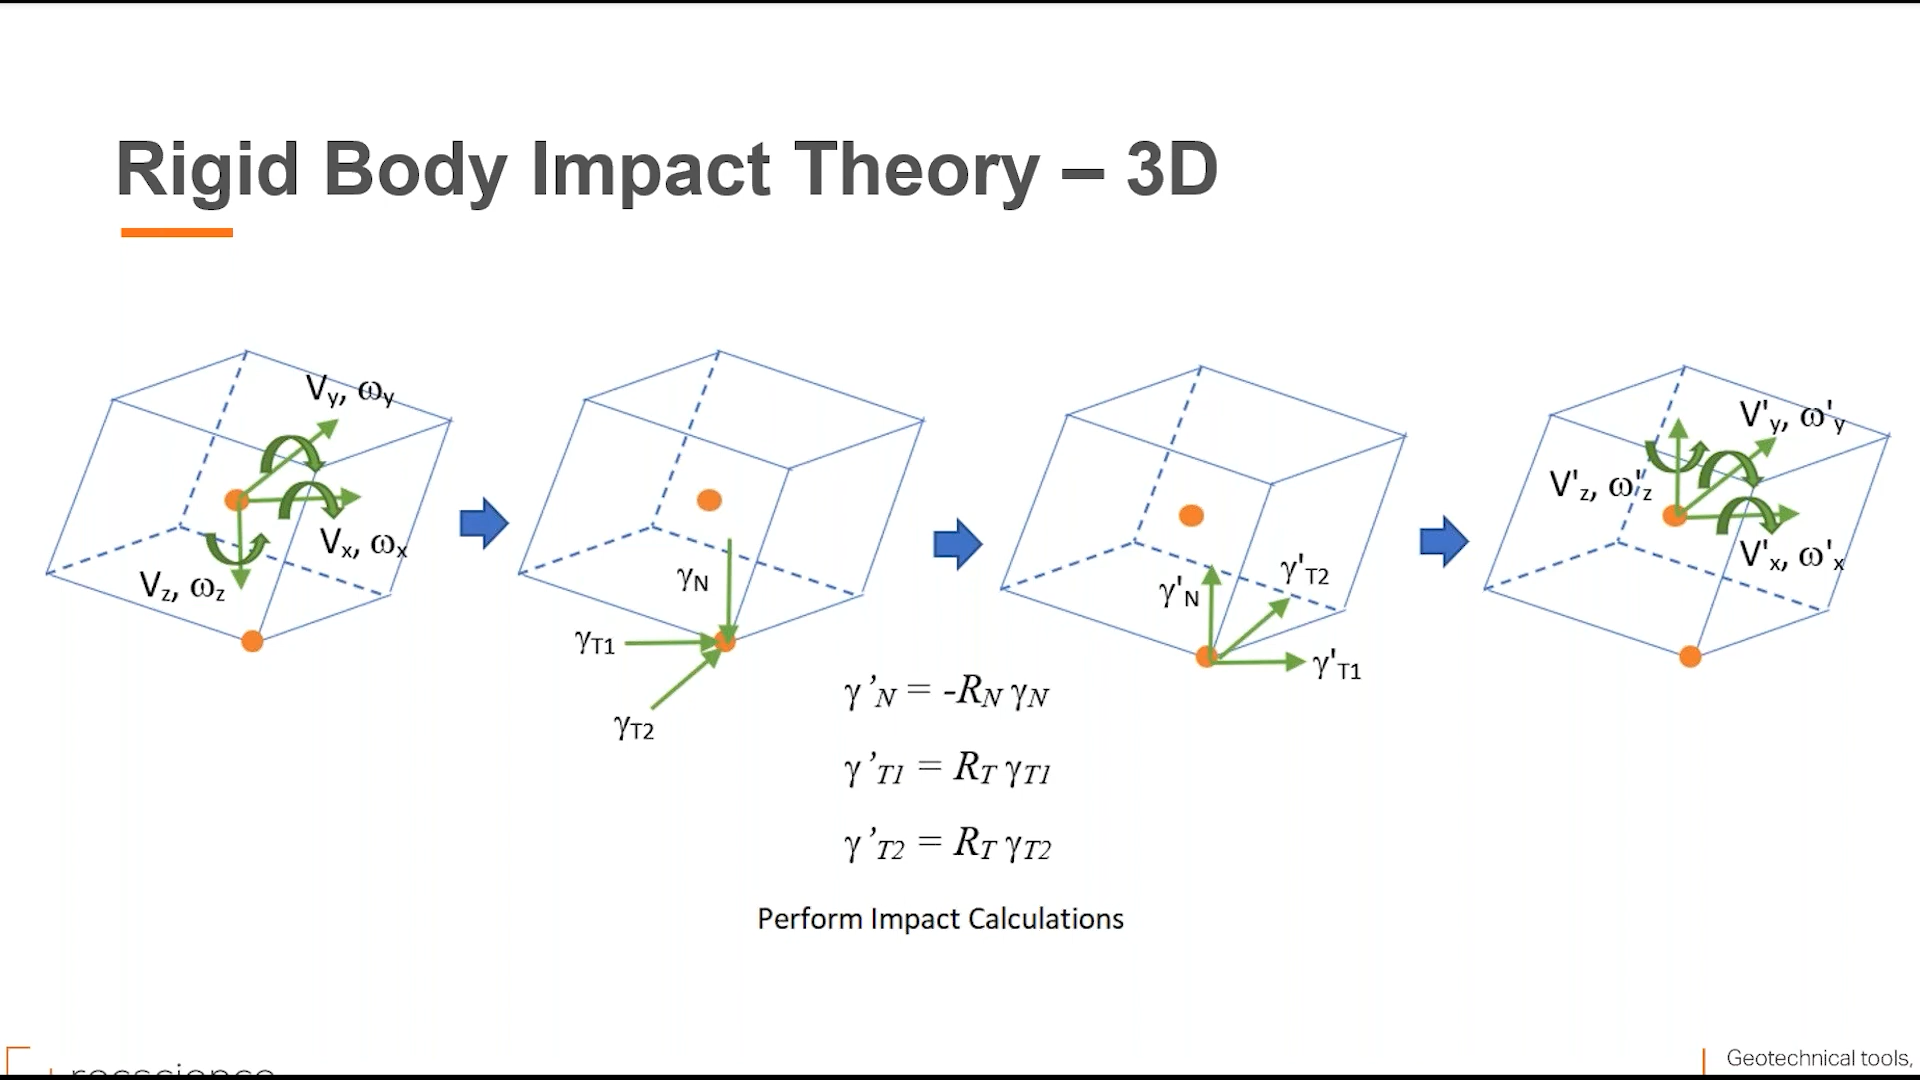 Rigid Body Impact Theory – 3D
Vy, ωy
Vx, ωx
Vz, ωz
γN
γT1
γT2
γ'N
γ'T2
γ'T1
V'y, ω'y
V'z, ω'z
V'x, ω'x
γ’N = -RN γN
γ’T1 = RT γT1
γ’T2 = RT γT2
Perform Impact Calculations
rocscience
Geotechnical tools,